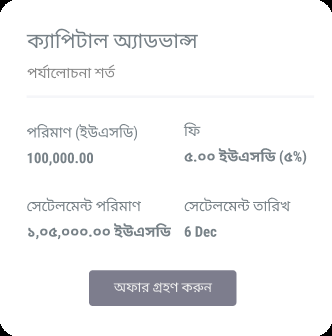 ক্যাপিটাল অ্যাডভান্স
পর্যালোচনা শর্ত
পরিমাণ (ইউএসডি)
100,000.00
ফি
৫.০০ ইউএসডি (৫%)
সেটেলমেন্ট পরিমাণ
১,০৫,০০০.০০ ইউএসডি
সেটেলমেন্ট তারিখ
6 Dec
অফার গ্রহণ করুন